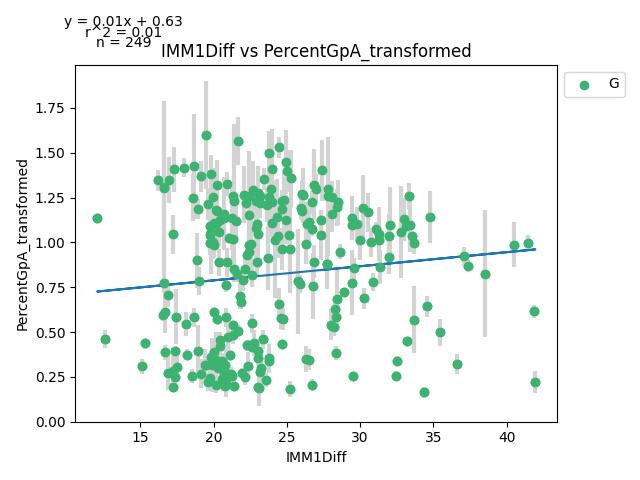 y = 0.01x + 0.63
r^2 = 0.01
n = 249
IMM1Diff vs PercentGpA_transformed
G
PercentGpA_transformed
1.75
1.50
1.25
1.00
0.75
0.50
0.25
0.00
15 20 25 30 35 40
IMM1Diff